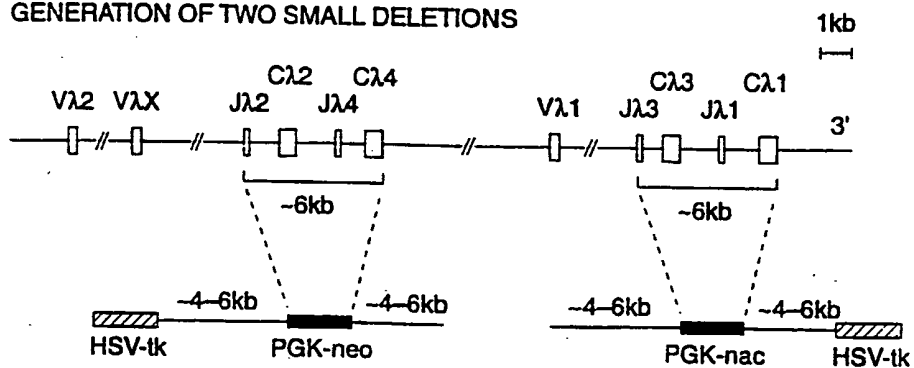 GENERATION OF TWO SMALL DELETIONS
1kb
Vλ2 VλX Jλ2 Cλ2 Jλ4 Cλ4 Vλ1 Jλ3 Cλ3 Jλ1 Cλ1 3'
~6kb ~6kb
~4–6kb ~4–6kb ~4–6kb ~4–6kb
HSV-tk PGK-neo PGK-nac HSV-tk